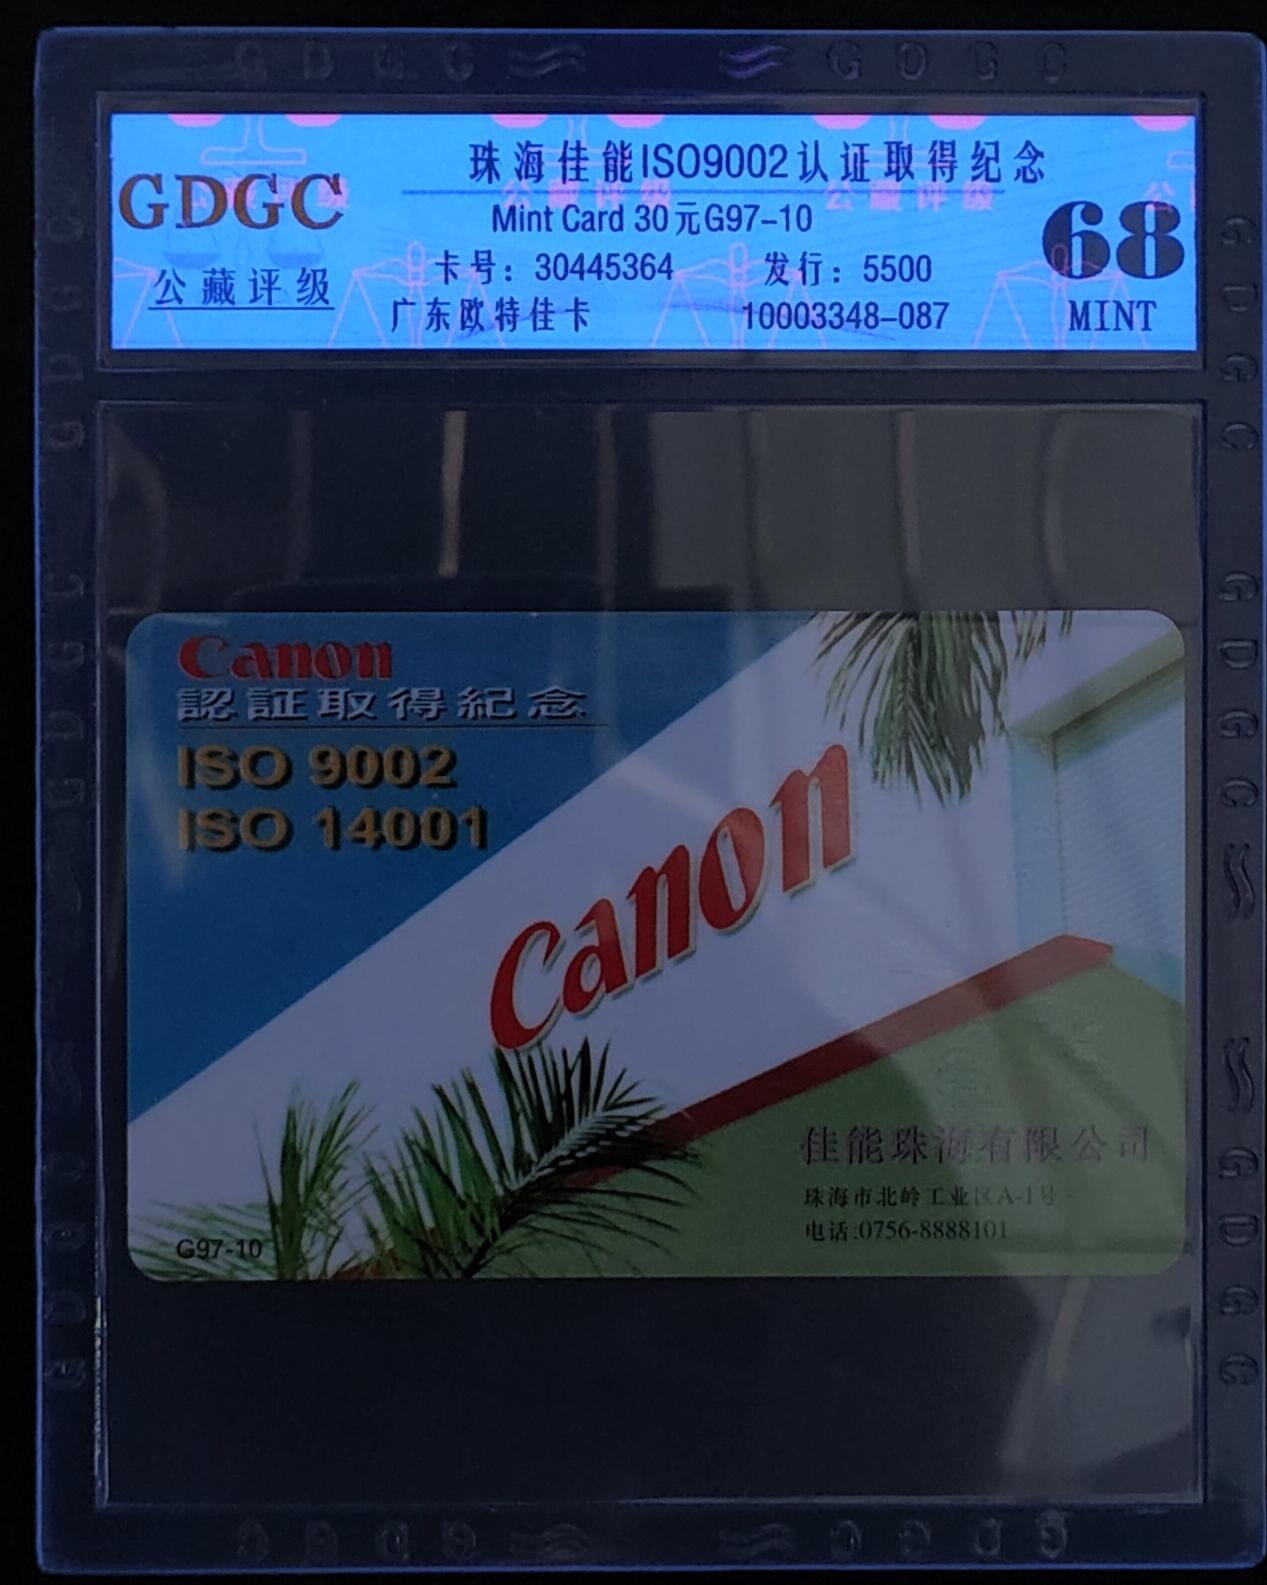 GDGC
公藏评级
珠海佳能ISO9002认证取得纪念
Mint Card 30元G97-10
卡号：30445364 发行：5500
广东欧特佳卡 10003348-087
68
MINT
Canon
認証取得紀念
ISO 9002
ISO 14001
Canon
佳能珠海有限公司
珠海市北岭工业区A-1号
电话:0756-8888101
G97-10